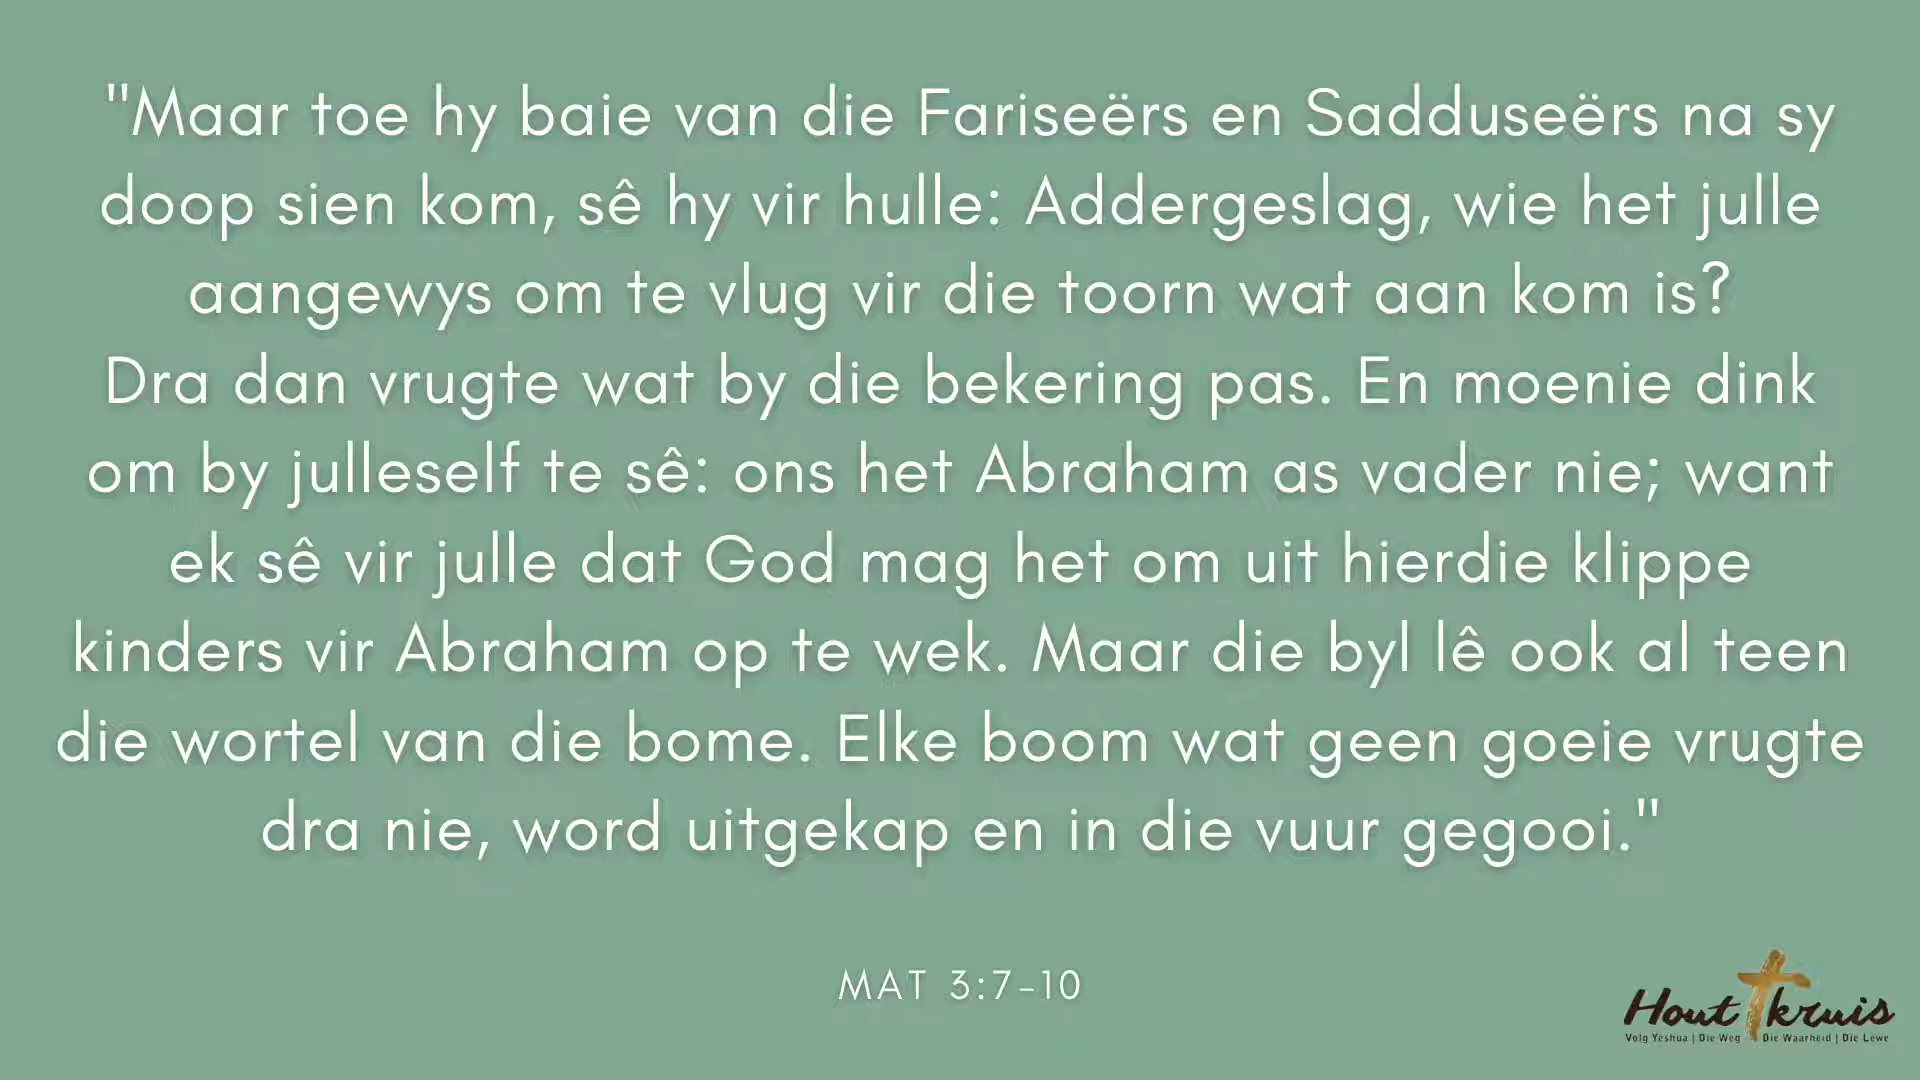 "Maar toe hy baie van die Fariseërs en Sadduseërs na sy
doop sien kom, sê hy vir hulle: Addergeslag, wie het julle
aangewys om te vlug vir die toorn wat aan kom is?
Dra dan vrugte wat by die bekering pas. En moenie dink
om by julleself te sê: ons het Abraham as vader nie; want
ek sê vir julle dat God mag het om uit hierdie klippe
kinders vir Abraham op te wek. Maar die byl lê ook al teen
die wortel van die bome. Elke boom wat geen goeie vrugte
dra nie, word uitgekap en in die vuur gegooi."
MAT 3:7-10
Hout kruis
Volg Yeshua | Die Weg Die Waarheid | Die Lewe